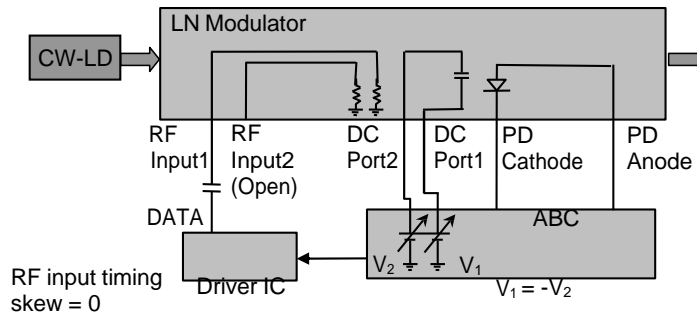 LN Modulator
CW-LD
RF Input1
RF Input2 (Open)
DC Port2
DC Port1
PD Cathode
PD Anode
DATA
ABC
V2
V1
Driver IC
V1 = -V2
RF input timing
skew = 0